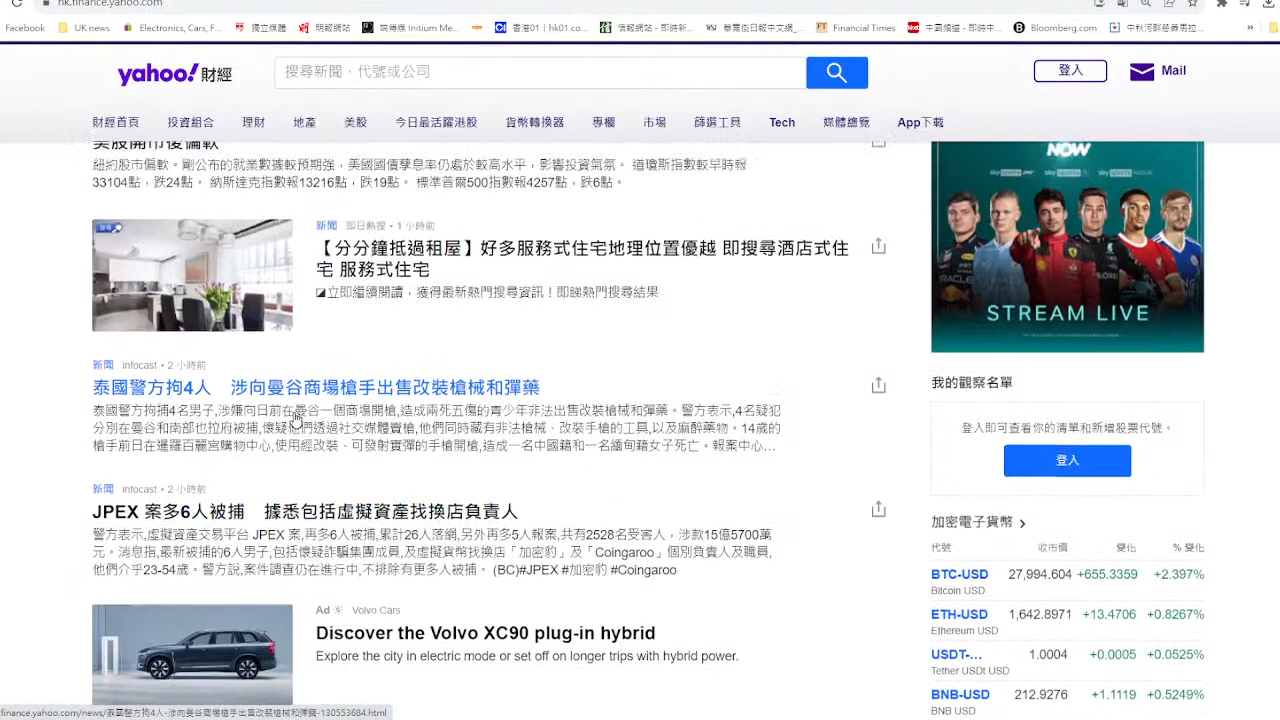 hk.finance.yahoo.com
Facebook
UK news
Electronics, Cars, F...
獨立媒體
明報網站
端傳媒 Initium Me...
香港01 | hk01.co...
信報網站 - 即時新...
華爾街日報中文網_...
Financial Times
中國頻道 - 即時中...
Bloomberg.com
中秋河畔慈善馬拉...
yahoo!財經
搜尋新聞、代號或公司
登入
Mail
財經首頁
投資組合
理財
地產
美股
今日最活躍港股
貨幣轉換器
專欄
市場
篩選工具
Tech
媒體總覽
App下載
美股開市後偏軟
紐約股市偏軟。剛公布的就業數據較預期強，美國國債孳息率仍處於較高水平，影響投資氣氛。 道瓊斯指數較早時報
33104點，跌24點。 納斯達克指數報13216點，跌19點。 標準普爾500指數報4257點，跌6點。
新聞 即日熱搜 • 1 小時前
【分分鐘抵過租屋】好多服務式住宅地理位置優越 即搜尋酒店式住
宅 服務式住宅
◪立即繼續閱讀，獲得最新熱門搜尋資訊！即睇熱門搜尋結果
新聞 infocast • 2 小時前
泰國警方拘4人　涉向曼谷商場槍手出售改裝槍械和彈藥
泰國警方拘捕4名男子,涉嫌向日前在曼谷一個商場開槍,造成兩死五傷的青少年非法出售改裝槍械和彈藥。警方表示,4名疑犯
分別在曼谷和南部也拉府被捕,懷疑他們透過社交媒體賣槍,他們同時藏有非法槍械、改裝手槍的工具,以及麻醉藥物。14歲的
槍手前日在暹羅百麗宮購物中心,使用經改裝、可發射實彈的手槍開槍,造成一名中國籍和一名緬甸籍女子死亡。報案中心...
新聞 infocast • 2 小時前
JPEX 案多6人被捕　據悉包括虛擬資產找換店負責人
警方表示,虛擬資產交易平台 JPEX 案,再多6人被捕,累計26人落網,另外再多5人報案,共有2528名受害人，涉款15億5700萬
元。消息指,最新被捕的6人男子,包括懷疑詐騙集團成員,及虛擬貨幣找換店「加密豹」及「Coingaroo」個別負責人及職員,
他們介乎23-54歲。警方說,案件調查仍在進行中,不排除有更多人被捕。 (BC)#JPEX #加密豹 #Coingaroo
Ad Volvo Cars
Discover the Volvo XC90 plug-in hybrid
Explore the city in electric mode or set off on longer trips with hybrid power.
NOW
STREAM LIVE
我的觀察名單
登入即可查看你的清單和新增股票代號。
登入
加密電子貨幣
代號 收市價 變化 % 變化
BTC-USD 27,994.604 +655.3359 +2.397%
Bitcoin USD
ETH-USD 1,642.8971 +13.4706 +0.8267%
Ethereum USD
USDT-... 1.0004 +0.0005 +0.0525%
Tether USDt USD
BNB-USD 212.9276 +1.1119 +0.5249%
BNB USD
finance.yahoo.com/news/泰國警方拘4人-涉向曼谷商場槍手出售改裝槍械和彈藥-130553684.html